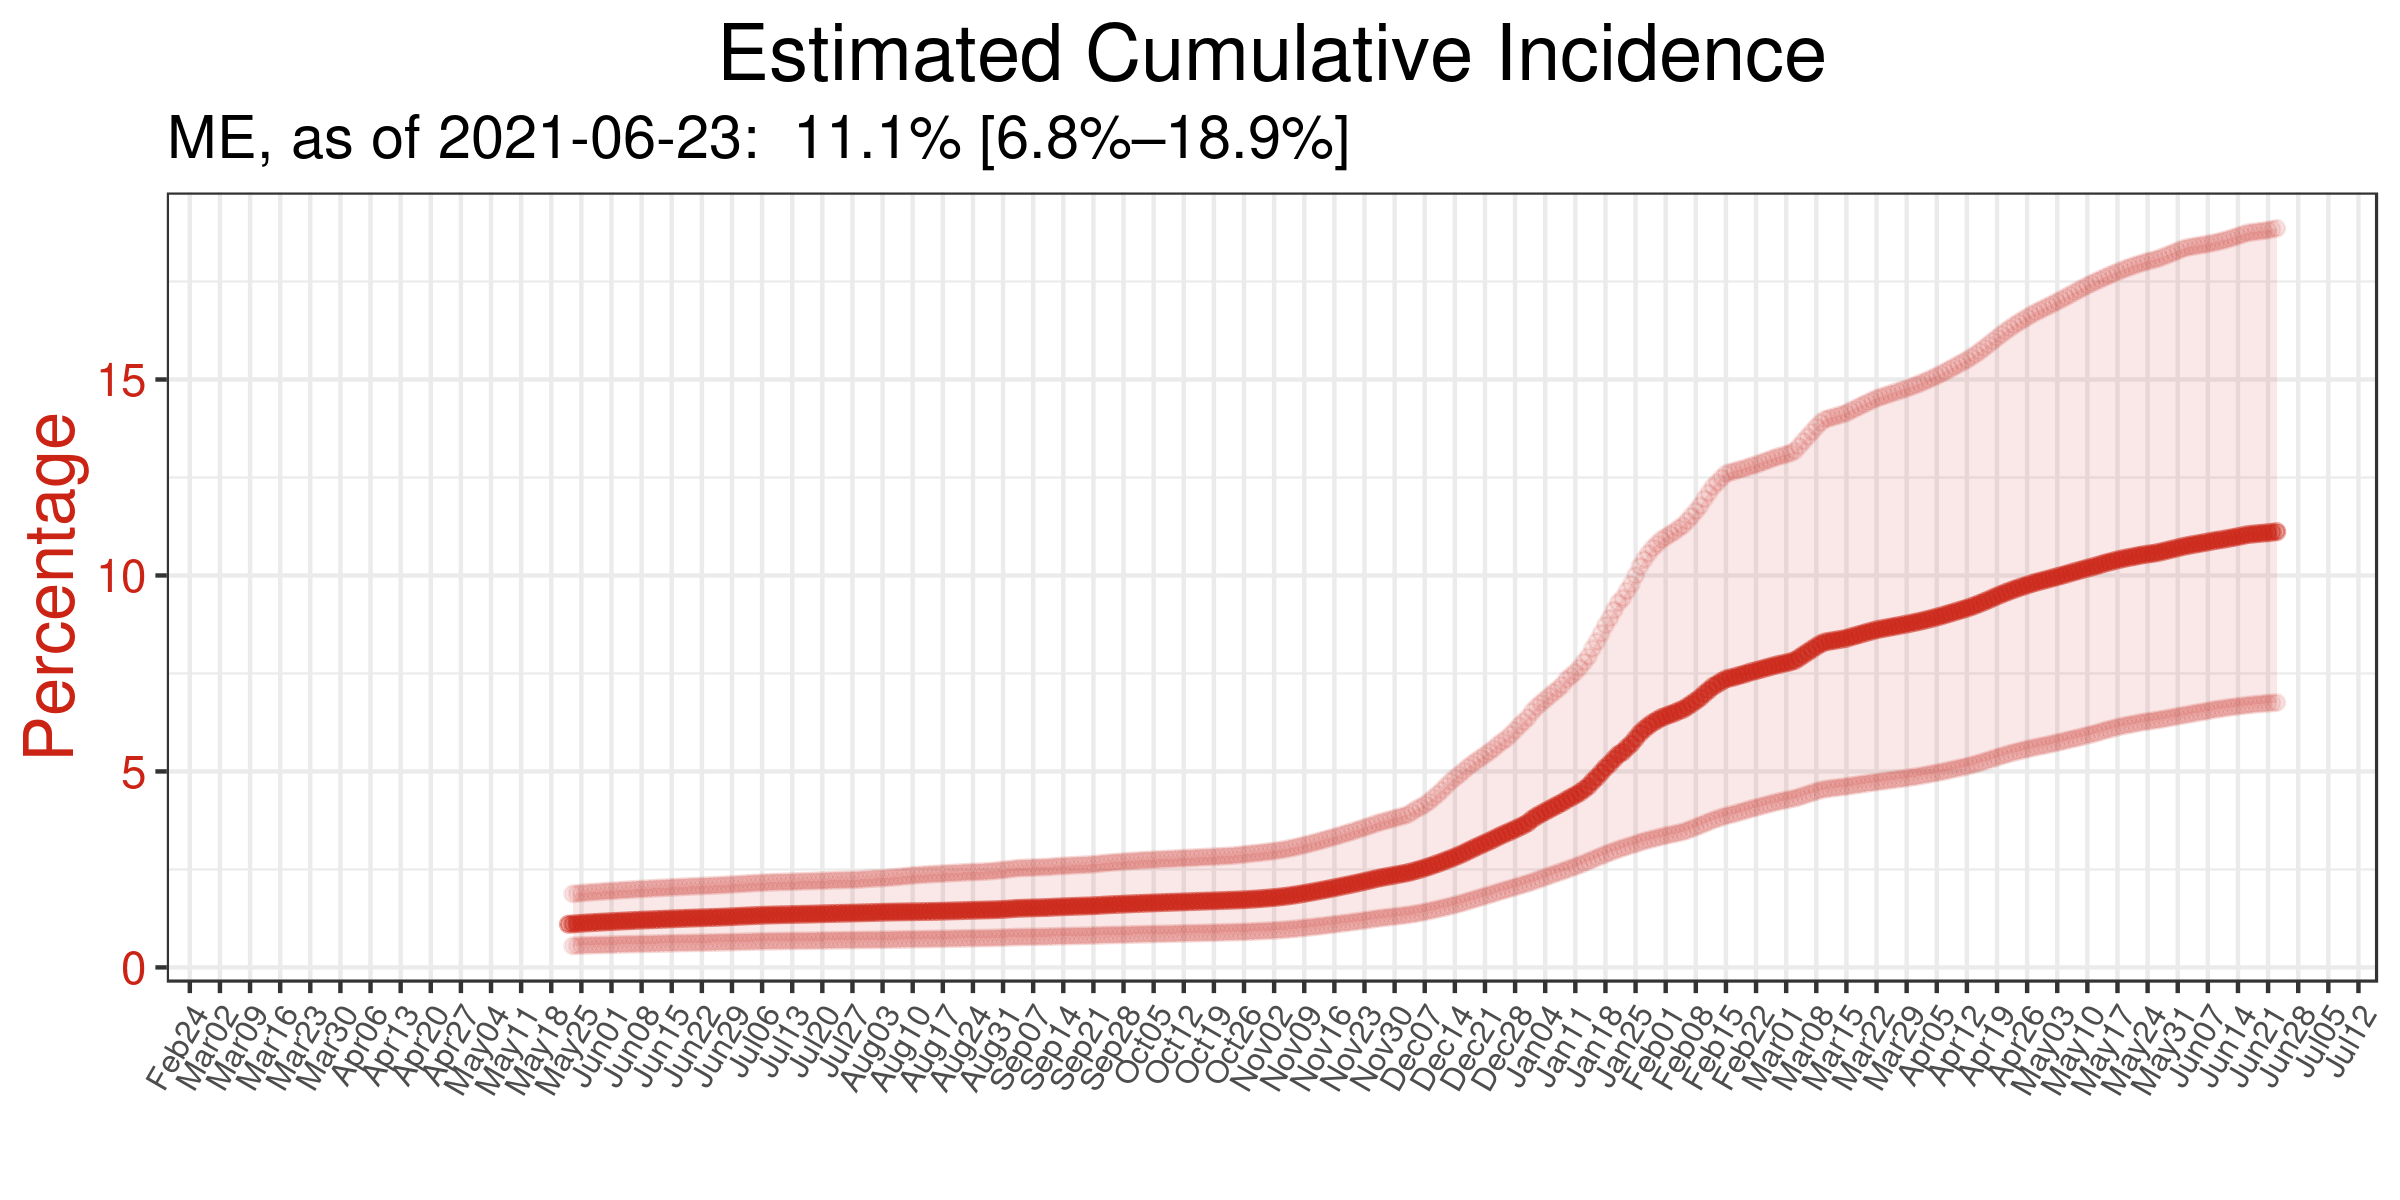 Estimated Cumulative Incidence
ME, as of 2021-06-23:  11.1% [6.8%–18.9%]
Percentage
15
10
5
0
Feb24 Mar02 Mar09 Mar16 Mar23 Mar30 Apr06 Apr13 Apr20 Apr27 May04 May11 May18 May25 Jun01 Jun08 Jun15 Jun22 Jun29 Jul06 Jul13 Jul20 Jul27 Aug03 Aug10 Aug17 Aug24 Aug31 Sep07 Sep14 Sep21 Sep28 Oct05 Oct12 Oct19 Oct26 Nov02 Nov09 Nov16 Nov23 Nov30 Dec07 Dec14 Dec21 Dec28 Jan04 Jan11 Jan18 Jan25 Feb01 Feb08 Feb15 Feb22 Mar01 Mar08 Mar15 Mar22 Mar29 Apr05 Apr12 Apr19 Apr26 May03 May10 May17 May24 May31 Jun07 Jun14 Jun21 Jun28 Jul05 Jul12